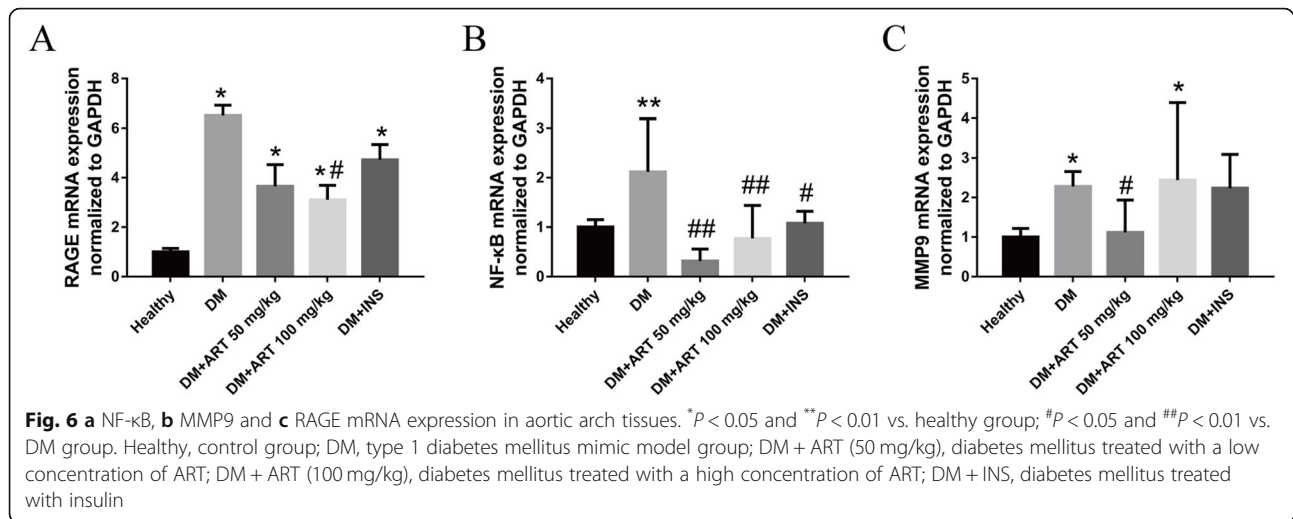 A
RAGE mRNA expression
normalized to GAPDH
8
6
4
2
0
*
*
*#
*
Healthy
DM
DM+ART 50 mg/kg
DM+ART 100 mg/kg
DM+INS
B
NF-κB mRNA expression
normalized to GAPDH
4
3
2
1
0
**
##
##
#
Healthy
DM
DM+ART 50 mg/kg
DM+ART 100 mg/kg
DM+INS
C
MMP9 mRNA expression
normalized to GAPDH
5
4
3
2
1
0
*
#
*
Healthy
DM
DM+ART 50 mg/kg
DM+ART 100 mg/kg
DM+INS
Fig. 6 a NF-κB, b MMP9 and c RAGE mRNA expression in aortic arch tissues. *P < 0.05 and **P < 0.01 vs. healthy group; #P < 0.05 and ##P < 0.01 vs.
DM group. Healthy, control group; DM, type 1 diabetes mellitus mimic model group; DM + ART (50 mg/kg), diabetes mellitus treated with a low
concentration of ART; DM + ART (100 mg/kg), diabetes mellitus treated with a high concentration of ART; DM + INS, diabetes mellitus treated
with insulin